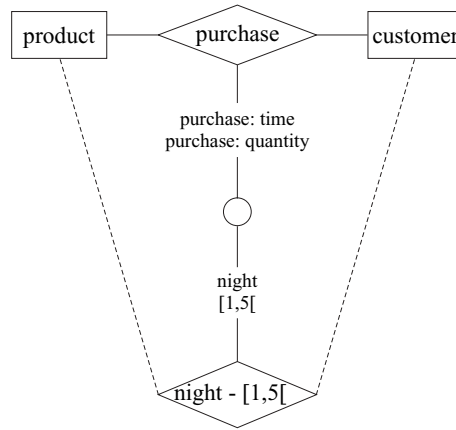 product
purchase
customer
purchase: time
purchase: quantity
night
[1,5[
night - [1,5[